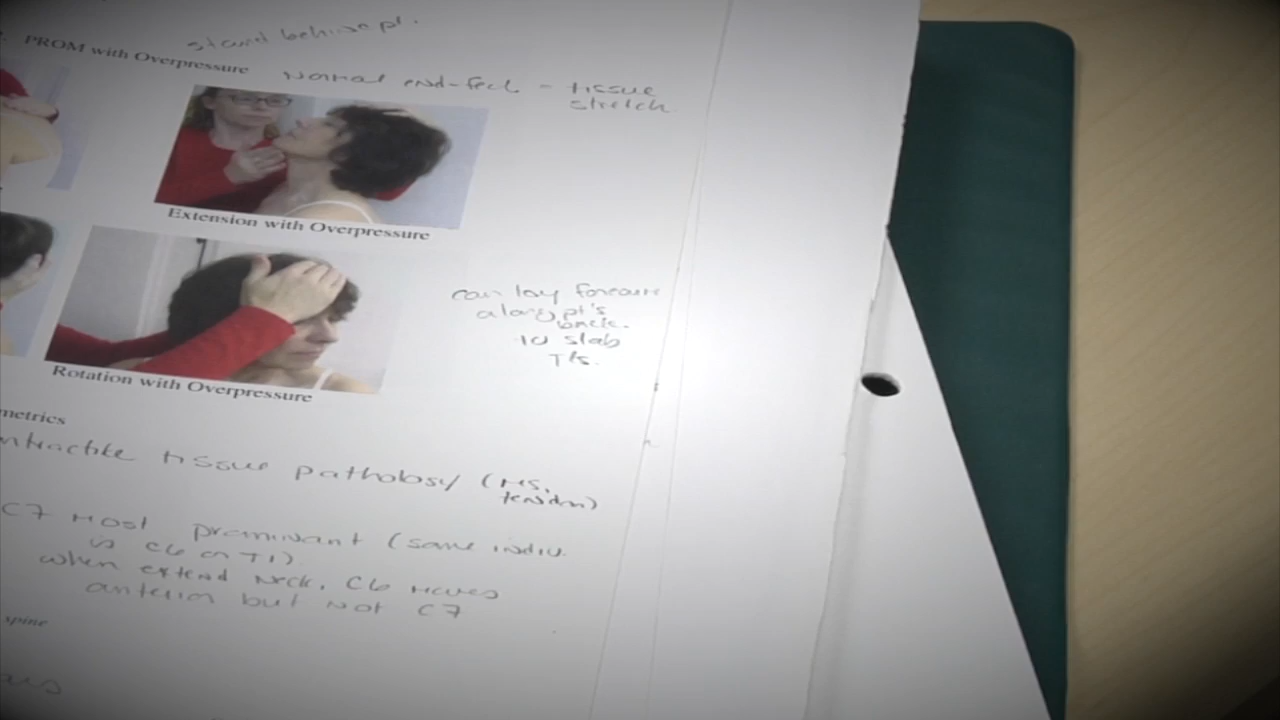 stand behind pt.
PROM with Overpressure
Normal end-feel = tissue
stretch
Extension with Overpressure
can lay forearm
along pt's
back.
to stab
T/s.
Rotation with Overpressure
metrics
ntractile tissue pathology (MS,
tendon)
C7 most prominant (some indiv.
is C6 or T1)
when extend neck, C6 moves
anterior but not C7
spine